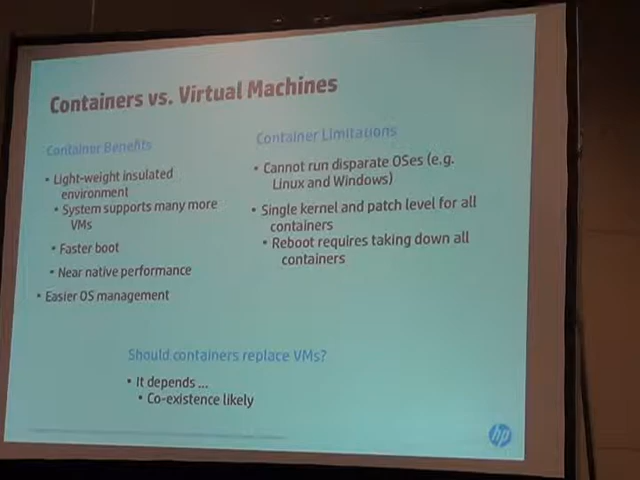 Containers vs. Virtual Machines
Container Benefits
• Light-weight insulated
environment
• System supports many more
VMs
• Faster boot
• Near native performance
• Easier OS management
Container Limitations
• Cannot run disparate OSes (e.g.
Linux and Windows)
• Single kernel and patch level for all
containers
• Reboot requires taking down all
containers
Should containers replace VMs?
• It depends ...
• Co-existence likely
hp